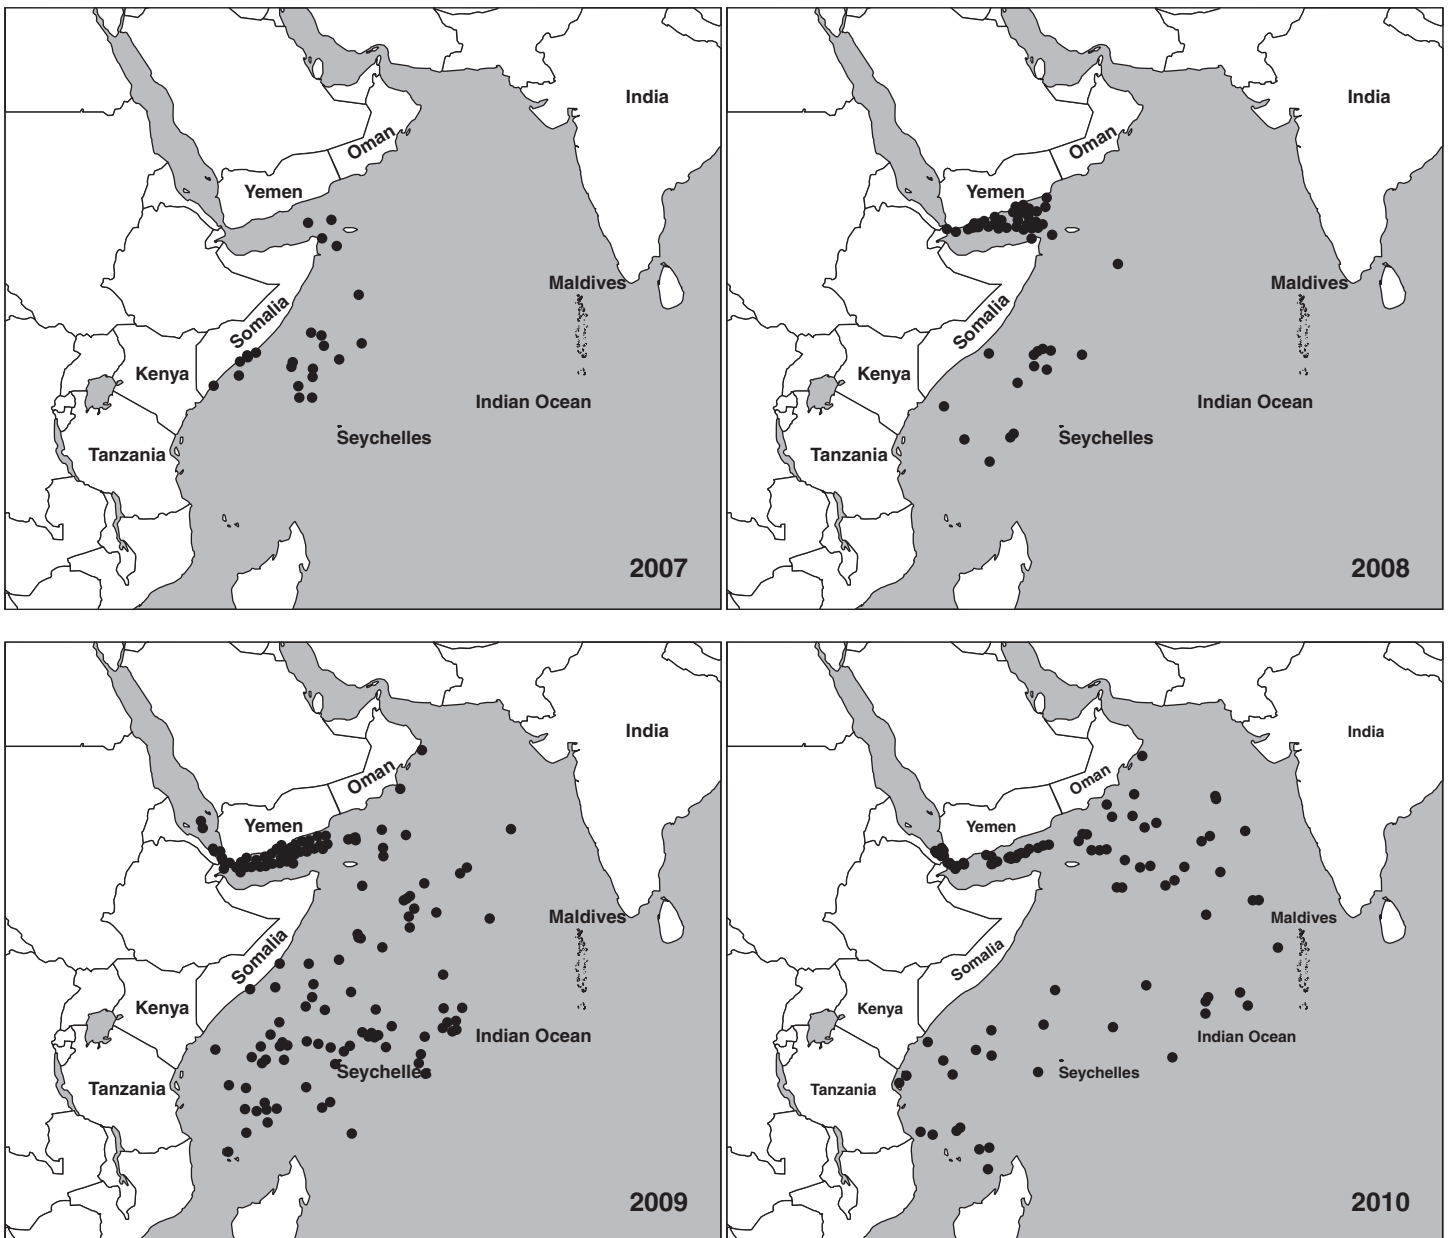 India
Oman
Yemen
Maldives
Somalia
Kenya
Indian Ocean
Seychelles
Tanzania
2007
India
Oman
Yemen
Maldives
Somalia
Kenya
Indian Ocean
Seychelles
Tanzania
2008
India
Oman
Yemen
Maldives
Somalia
Kenya
Indian Ocean
Seychelles
Tanzania
2009
India
Oman
Yemen
Maldives
Somalia
Kenya
Indian Ocean
Seychelles
Tanzania
2010